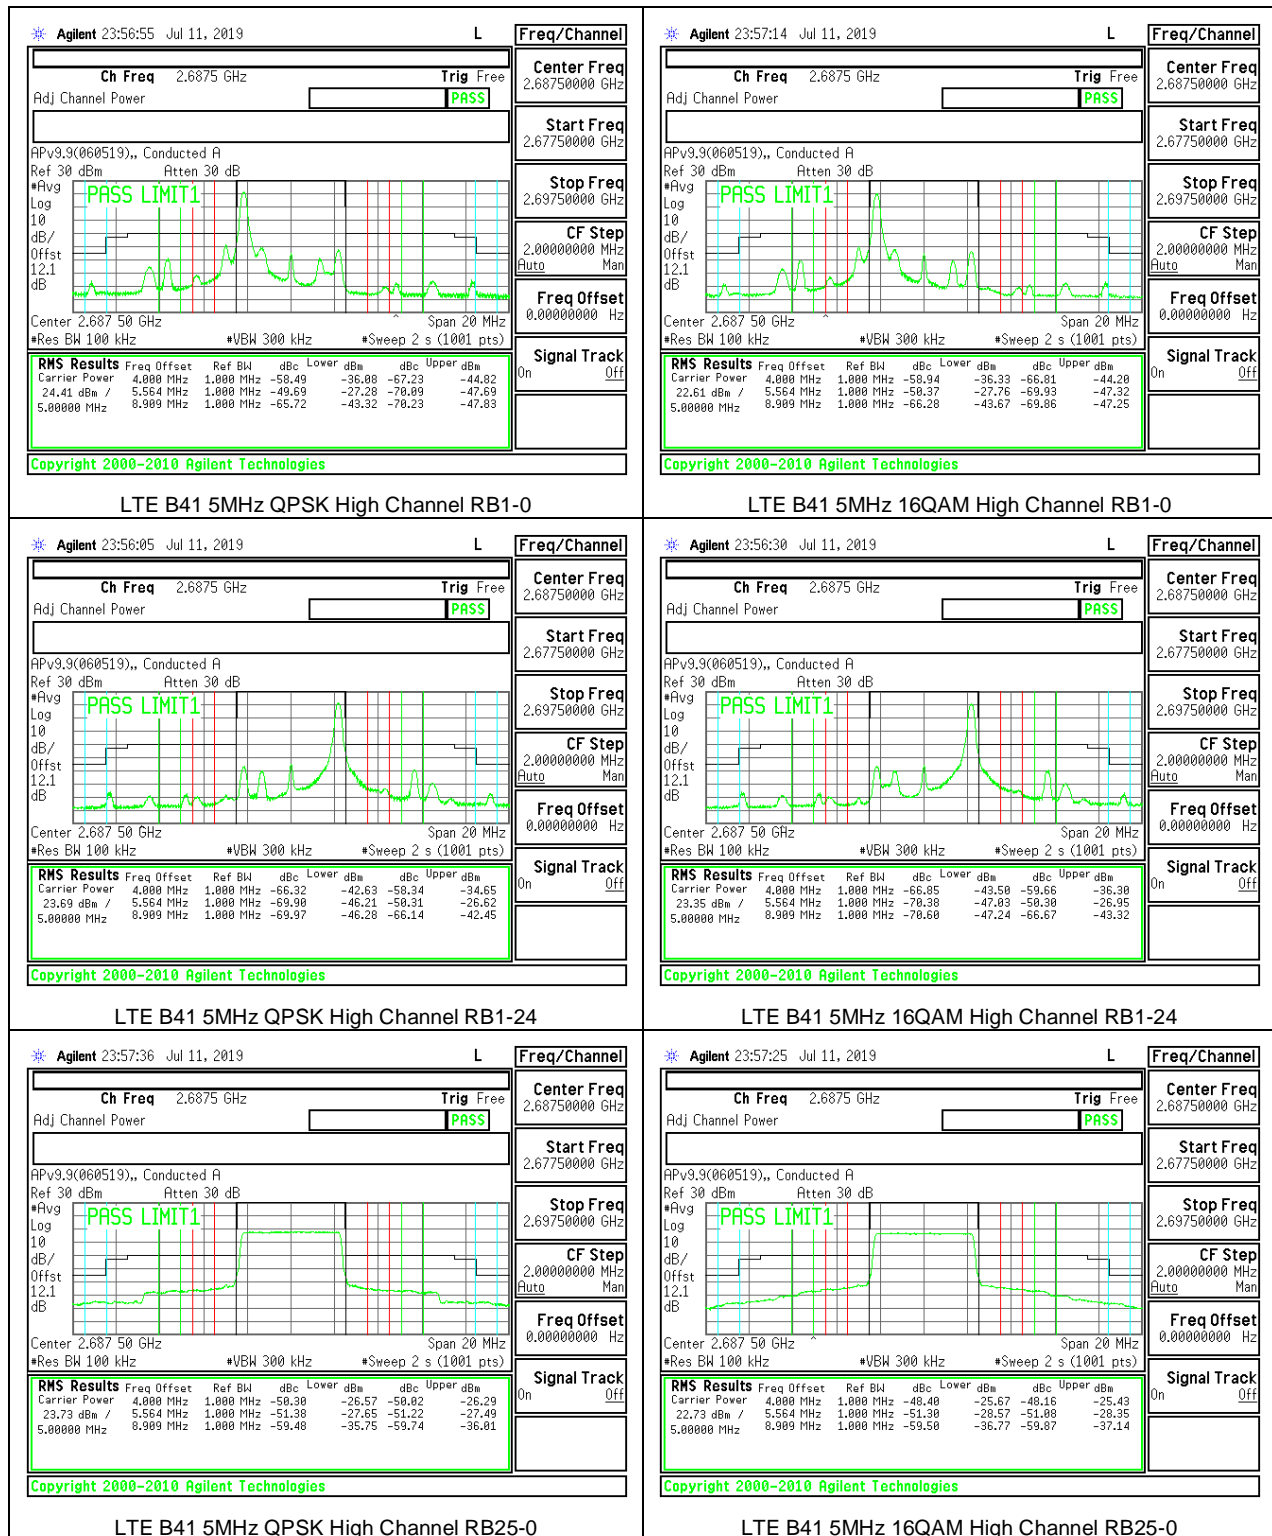 Agilent 23:56:55 Jul 11, 2019 L Freq/Channel
Ch Freq 2.6875 GHz Trig Free
Adj Channel Power PASS
APv9.9(060519),, Conducted A
Ref 30 dBm Atten 30 dB
#Avg
Log
10
dB/
Offst
12.1
dB
PASS LIMIT1
Center 2.687 50 GHz Span 20 MHz
#Res BW 100 kHz #VBW 300 kHz #Sweep 2 s (1001 pts)
RMS Results Freq Offset Ref BW dBc Lower dBm dBc Upper dBm
Carrier Power 4.000 MHz 1.000 MHz -58.49 -36.08 -67.23 -44.82
24.41 dBm / 5.564 MHz 1.000 MHz -49.69 -27.28 -70.09 -47.69
5.00000 MHz 8.909 MHz 1.000 MHz -65.72 -43.32 -70.23 -47.83
Copyright 2000-2010 Agilent Technologies
Center Freq
2.68750000 GHz
Start Freq
2.67750000 GHz
Stop Freq
2.69750000 GHz
CF Step
2.00000000 MHz
Auto Man
Freq Offset
0.00000000 Hz
Signal Track
On Off
LTE B41 5MHz QPSK High Channel RB1-0
Agilent 23:57:14 Jul 11, 2019 L Freq/Channel
Ch Freq 2.6875 GHz Trig Free
Adj Channel Power PASS
APv9.9(060519),, Conducted A
Ref 30 dBm Atten 30 dB
#Avg
Log
10
dB/
Offst
12.1
dB
PASS LIMIT1
Center 2.687 50 GHz Span 20 MHz
#Res BW 100 kHz #VBW 300 kHz #Sweep 2 s (1001 pts)
RMS Results Freq Offset Ref BW dBc Lower dBm dBc Upper dBm
Carrier Power 4.000 MHz 1.000 MHz -58.94 -36.33 -66.81 -44.20
22.61 dBm / 5.564 MHz 1.000 MHz -50.37 -27.76 -69.93 -47.32
5.00000 MHz 8.909 MHz 1.000 MHz -66.28 -43.67 -69.86 -47.25
Copyright 2000-2010 Agilent Technologies
Center Freq
2.68750000 GHz
Start Freq
2.67750000 GHz
Stop Freq
2.69750000 GHz
CF Step
2.00000000 MHz
Auto Man
Freq Offset
0.00000000 Hz
Signal Track
On Off
LTE B41 5MHz 16QAM High Channel RB1-0
Agilent 23:56:05 Jul 11, 2019 L Freq/Channel
Ch Freq 2.6875 GHz Trig Free
Adj Channel Power PASS
APv9.9(060519),, Conducted A
Ref 30 dBm Atten 30 dB
#Avg
Log
10
dB/
Offst
12.1
dB
PASS LIMIT1
Center 2.687 50 GHz Span 20 MHz
#Res BW 100 kHz #VBW 300 kHz #Sweep 2 s (1001 pts)
RMS Results Freq Offset Ref BW dBc Lower dBm dBc Upper dBm
Carrier Power 4.000 MHz 1.000 MHz -66.32 -42.63 -58.34 -34.65
23.69 dBm / 5.564 MHz 1.000 MHz -69.90 -46.21 -50.31 -26.62
5.00000 MHz 8.909 MHz 1.000 MHz -69.97 -46.28 -66.14 -42.45
Copyright 2000-2010 Agilent Technologies
Center Freq
2.68750000 GHz
Start Freq
2.67750000 GHz
Stop Freq
2.69750000 GHz
CF Step
2.00000000 MHz
Auto Man
Freq Offset
0.00000000 Hz
Signal Track
On Off
LTE B41 5MHz QPSK High Channel RB1-24
Agilent 23:56:30 Jul 11, 2019 L Freq/Channel
Ch Freq 2.6875 GHz Trig Free
Adj Channel Power PASS
APv9.9(060519),, Conducted A
Ref 30 dBm Atten 30 dB
#Avg
Log
10
dB/
Offst
12.1
dB
PASS LIMIT1
Center 2.687 50 GHz Span 20 MHz
#Res BW 100 kHz #VBW 300 kHz #Sweep 2 s (1001 pts)
RMS Results Freq Offset Ref BW dBc Lower dBm dBc Upper dBm
Carrier Power 4.000 MHz 1.000 MHz -66.85 -43.50 -59.66 -36.30
23.35 dBm / 5.564 MHz 1.000 MHz -70.38 -47.03 -50.30 -26.95
5.00000 MHz 8.909 MHz 1.000 MHz -70.60 -47.24 -66.67 -43.32
Copyright 2000-2010 Agilent Technologies
Center Freq
2.68750000 GHz
Start Freq
2.67750000 GHz
Stop Freq
2.69750000 GHz
CF Step
2.00000000 MHz
Auto Man
Freq Offset
0.00000000 Hz
Signal Track
On Off
LTE B41 5MHz 16QAM High Channel RB1-24
Agilent 23:57:36 Jul 11, 2019 L Freq/Channel
Ch Freq 2.6875 GHz Trig Free
Adj Channel Power PASS
APv9.9(060519),, Conducted A
Ref 30 dBm Atten 30 dB
#Avg
Log
10
dB/
Offst
12.1
dB
PASS LIMIT1
Center 2.687 50 GHz Span 20 MHz
#Res BW 100 kHz #VBW 300 kHz #Sweep 2 s (1001 pts)
RMS Results Freq Offset Ref BW dBc Lower dBm dBc Upper dBm
Carrier Power 4.000 MHz 1.000 MHz -50.30 -26.57 -50.02 -26.29
23.73 dBm / 5.564 MHz 1.000 MHz -51.38 -27.65 -51.22 -27.49
5.00000 MHz 8.909 MHz 1.000 MHz -59.48 -35.75 -59.74 -36.01
Copyright 2000-2010 Agilent Technologies
Center Freq
2.68750000 GHz
Start Freq
2.67750000 GHz
Stop Freq
2.69750000 GHz
CF Step
2.00000000 MHz
Auto Man
Freq Offset
0.00000000 Hz
Signal Track
On Off
LTE B41 5MHz QPSK High Channel RB25-0
Agilent 23:57:25 Jul 11, 2019 L Freq/Channel
Ch Freq 2.6875 GHz Trig Free
Adj Channel Power PASS
APv9.9(060519),, Conducted A
Ref 30 dBm Atten 30 dB
#Avg
Log
10
dB/
Offst
12.1
dB
PASS LIMIT1
Center 2.687 50 GHz Span 20 MHz
#Res BW 100 kHz #VBW 300 kHz #Sweep 2 s (1001 pts)
RMS Results Freq Offset Ref BW dBc Lower dBm dBc Upper dBm
Carrier Power 4.000 MHz 1.000 MHz -48.40 -25.67 -48.16 -25.43
22.73 dBm / 5.564 MHz 1.000 MHz -51.30 -28.57 -51.08 -28.35
5.00000 MHz 8.909 MHz 1.000 MHz -59.50 -36.77 -59.87 -37.14
Copyright 2000-2010 Agilent Technologies
Center Freq
2.68750000 GHz
Start Freq
2.67750000 GHz
Stop Freq
2.69750000 GHz
CF Step
2.00000000 MHz
Auto Man
Freq Offset
0.00000000 Hz
Signal Track
On Off
LTE B41 5MHz 16QAM High Channel RB25-0